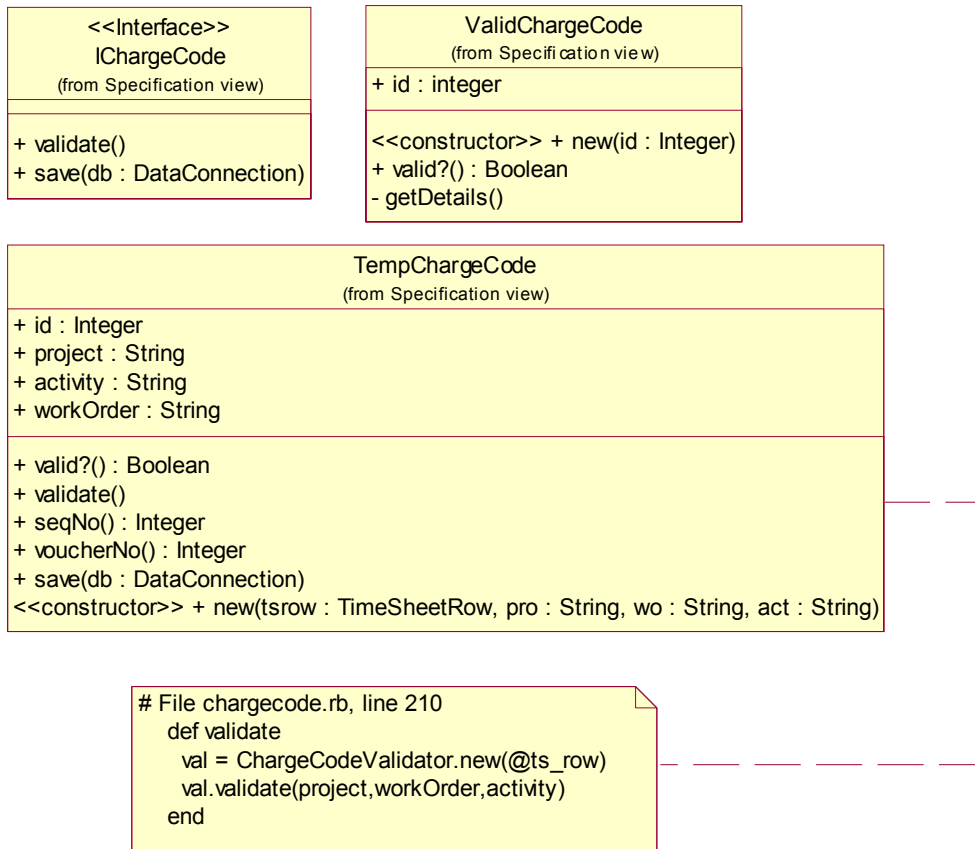 <<Interface>>
IChargeCode
(from Specification view)
+ validate()
+ save(db : DataConnection)
ValidChargeCode
(from Specification view)
+ id : integer
<<constructor>> + new(id : Integer)
+ valid?() : Boolean
- getDetails()
TempChargeCode
(from Specification view)
+ id : Integer
+ project : String
+ activity : String
+ workOrder : String
+ valid?() : Boolean
+ validate()
+ seqNo() : Integer
+ voucherNo() : Integer
+ save(db : DataConnection)
<<constructor>> + new(tsrow : TimeSheetRow, pro : String, wo : String, act : String)
# File chargecode.rb, line 210
def validate
val = ChargeCodeValidator.new(@ts_row)
val.validate(project,workOrder,activity)
end